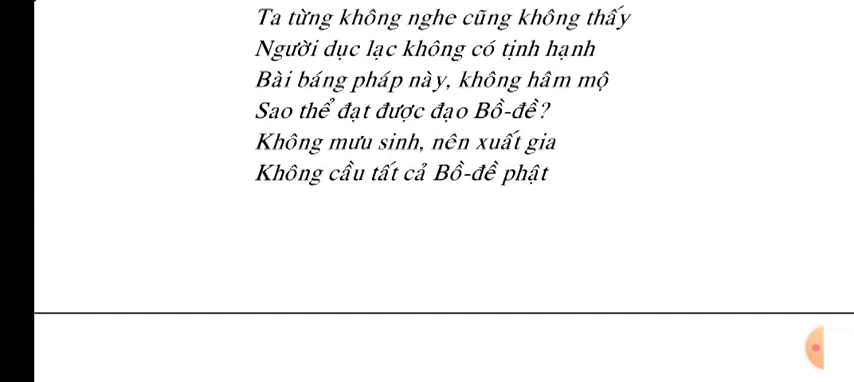 Ta từng không nghe cũng không thấy
Người dục lạc không có tịnh hạnh
Bài báng pháp này, không hâm mộ
Sao thể đạt được đạo Bồ-đề?
Không mưu sinh, nên xuất gia
Không cầu tất cả Bồ-đề phật